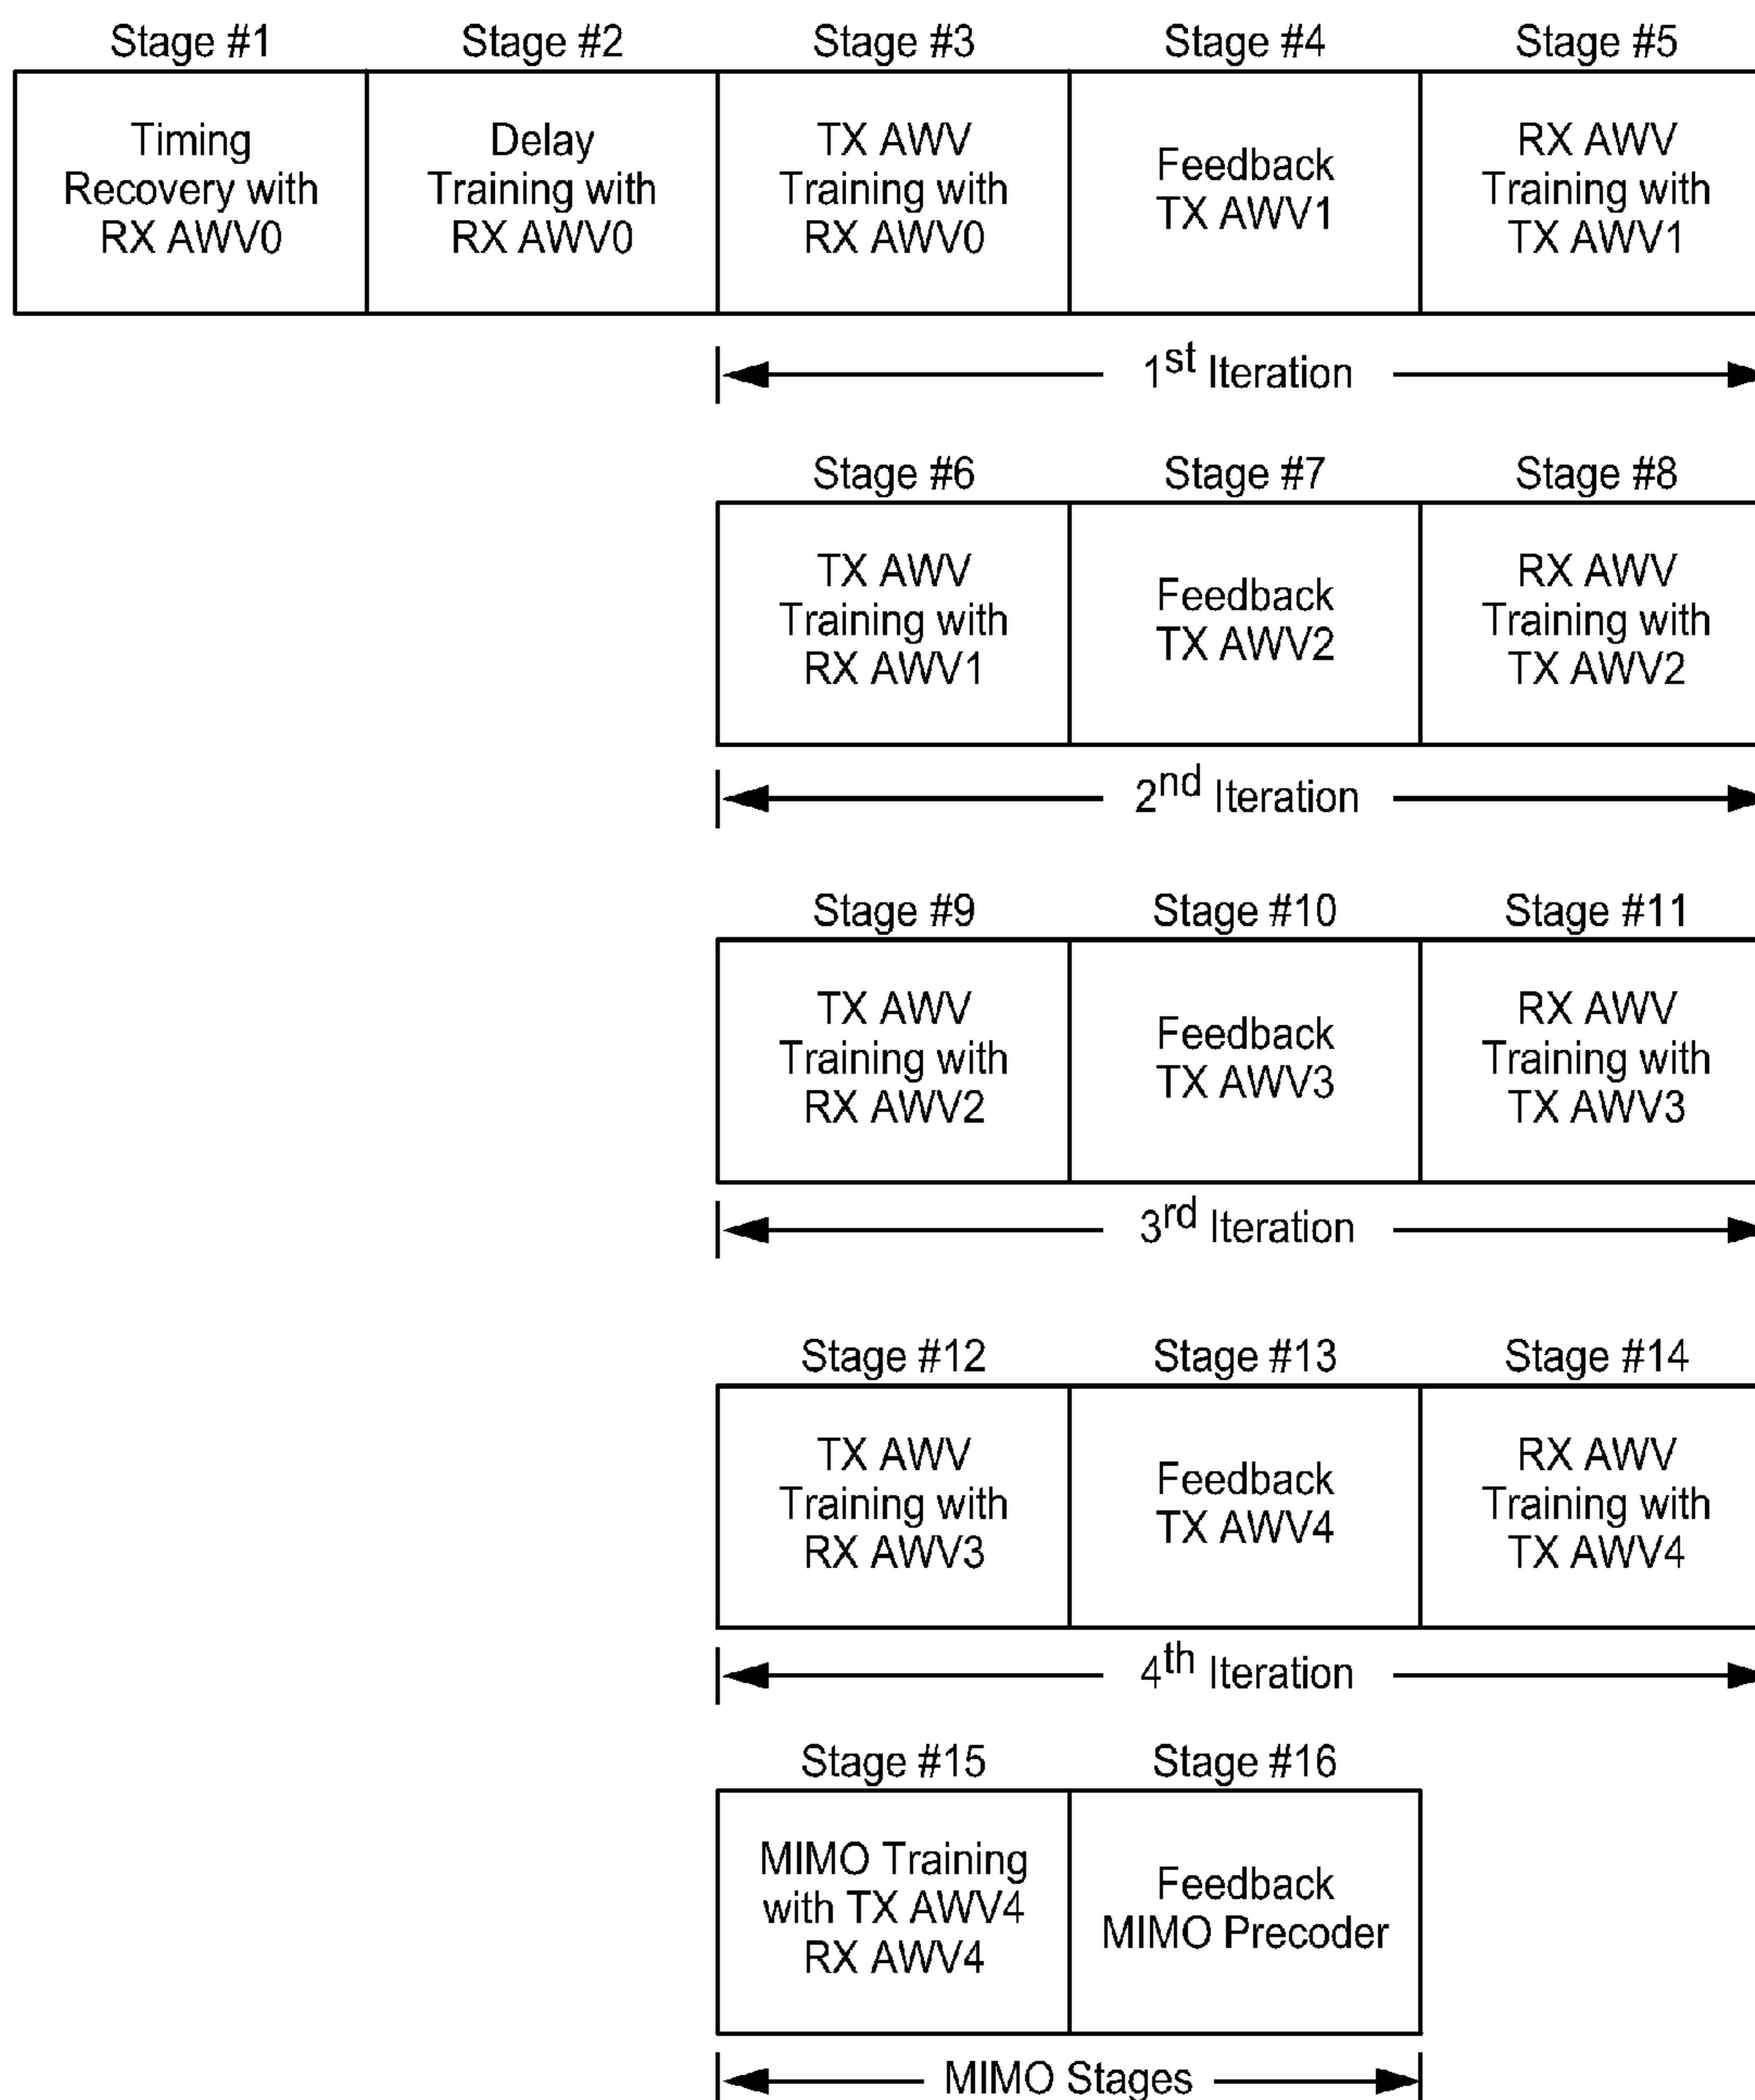 Stage #1 Stage #2 Stage #3 Stage #4 Stage #5
Timing
Recovery with
RX AWV0
Delay
Training with
RX AWV0
TX AWV
Training with
RX AWV0
Feedback
TX AWV1
RX AWV
Training with
TX AWV1
1st Iteration
Stage #6 Stage #7 Stage #8
TX AWV
Training with
RX AWV1
Feedback
TX AWV2
RX AWV
Training with
TX AWV2
2nd Iteration
Stage #9 Stage #10 Stage #11
TX AWV
Training with
RX AWV2
Feedback
TX AWV3
RX AWV
Training with
TX AWV3
3rd Iteration
Stage #12 Stage #13 Stage #14
TX AWV
Training with
RX AWV3
Feedback
TX AWV4
RX AWV
Training with
TX AWV4
4th Iteration
Stage #15 Stage #16
MIMO Training
with TX AWV4
RX AWV4
Feedback
MIMO Precoder
MIMO Stages